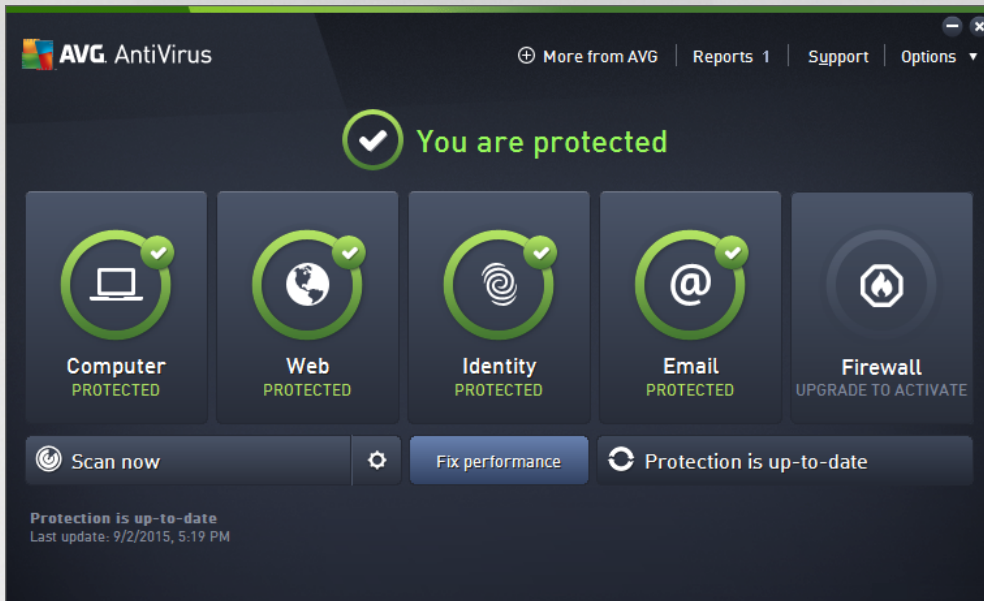 AVG AntiVirus
More from AVG Reports 1 Support Options
You are protected
Computer Web Identity Email Firewall
PROTECTED PROTECTED PROTECTED PROTECTED UPGRADE TO ACTIVATE
Scan now Fix performance Protection is up-to-date
Protection is up-to-date
Last update: 9/2/2015, 5:19 PM